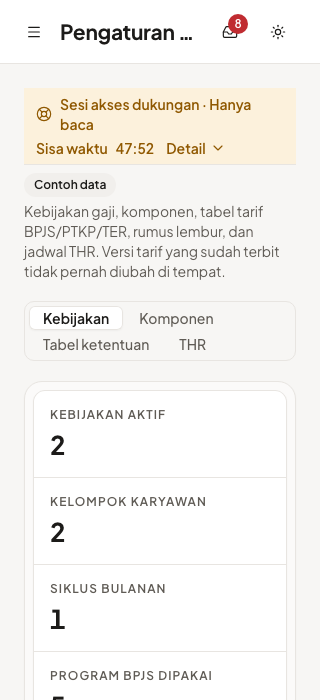 Pengaturan ...
8
Sesi akses dukungan · Hanya
baca
Sisa waktu 47:52 Detail
Contoh data
Kebijakan gaji, komponen, tabel tarif
BPJS/PTKP/TER, rumus lembur, dan
jadwal THR. Versi tarif yang sudah terbit
tidak pernah diubah di tempat.
Kebijakan Komponen
Tabel ketentuan THR
KEBIJAKAN AKTIF
2
KELOMPOK KARYAWAN
2
SIKLUS BULANAN
1
PROGRAM BPJS DIPAKAI